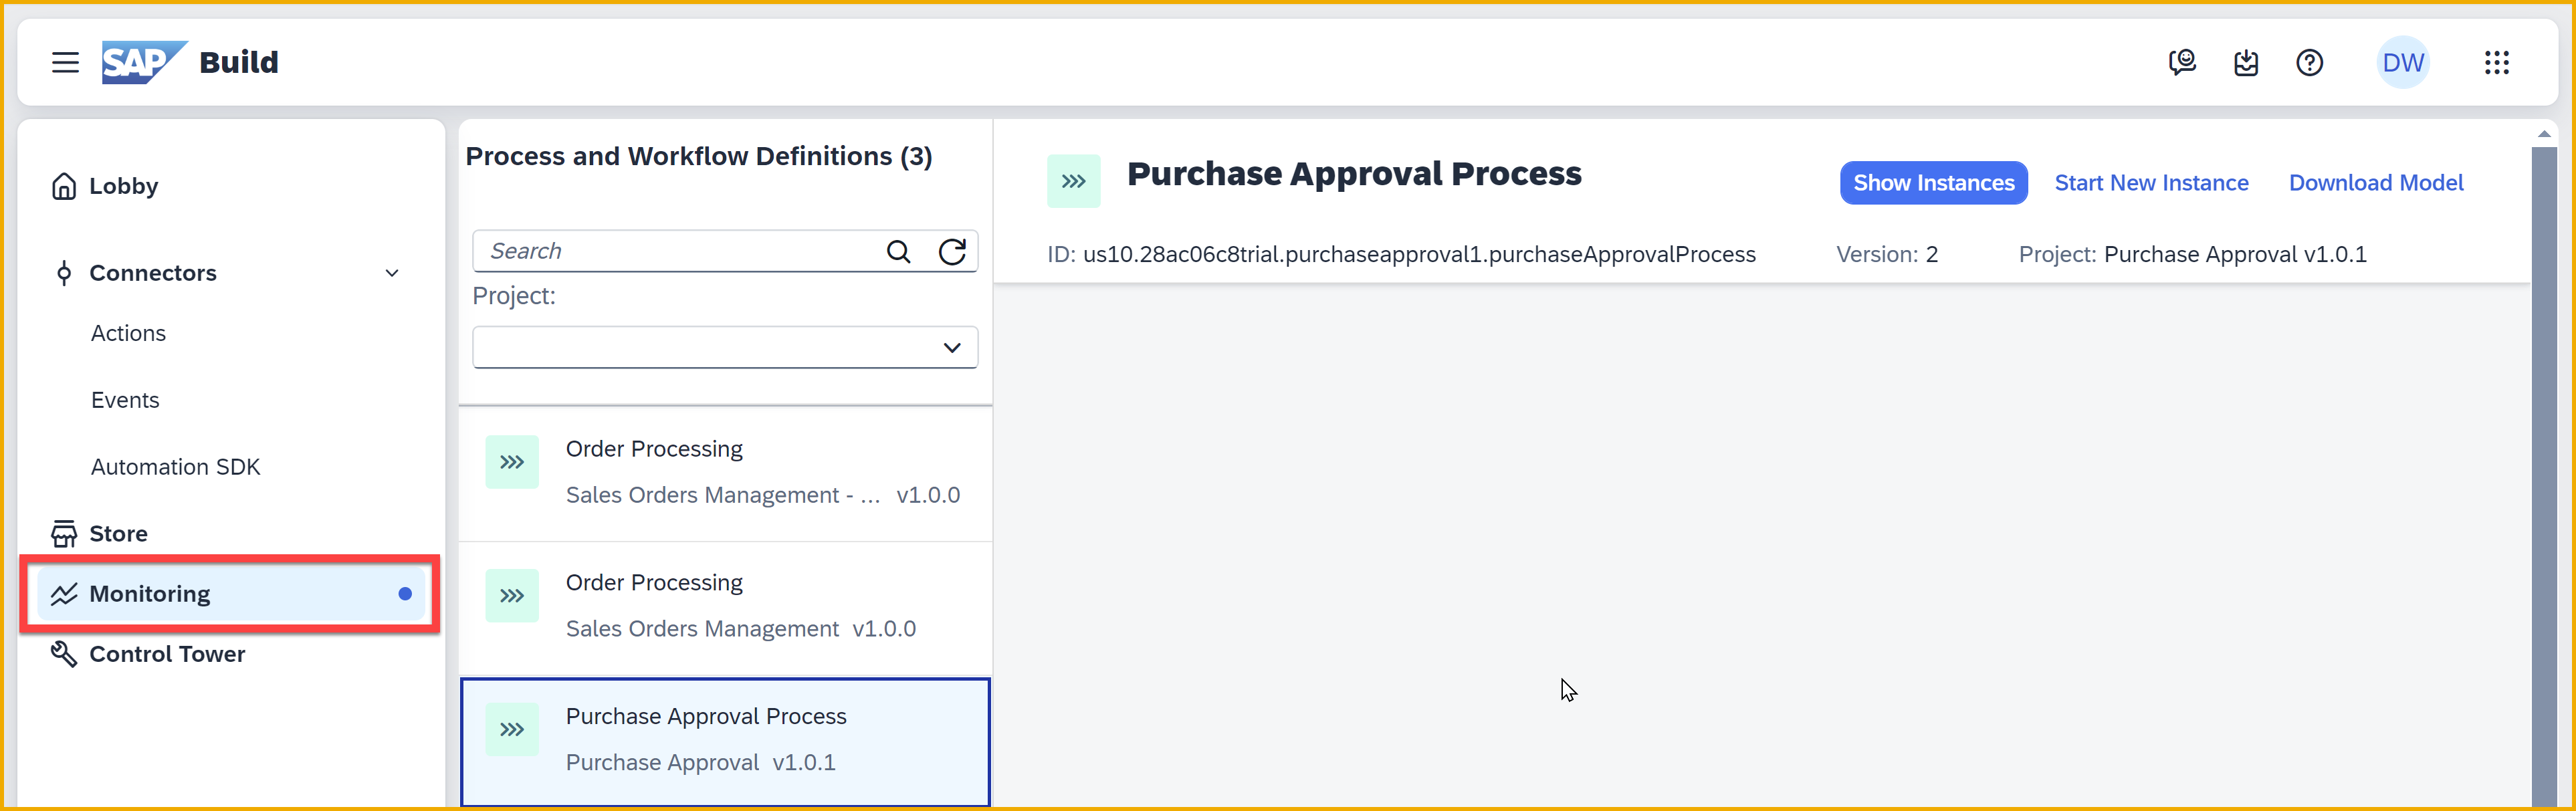 SAP Build
DW
Lobby
Connectors
Actions
Events
Automation SDK
Store
Monitoring
Control Tower
Process and Workflow Definitions (3)
Search
Project:
Order Processing
Sales Orders Management - ... v1.0.0
Order Processing
Sales Orders Management v1.0.0
Purchase Approval Process
Purchase Approval v1.0.1
Purchase Approval Process
Show Instances Start New Instance Download Model
ID: us10.28ac06c8trial.purchaseapproval1.purchaseApprovalProcess Version: 2 Project: Purchase Approval v1.0.1